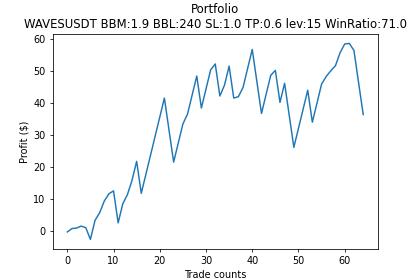 Portfolio
WAVESUSDT BBM:1.9 BBL:240 SL:1.0 TP:0.6 lev:15 WinRatio:71.0
60
50
40
30
20
10
0
Profit ($)
0 10 20 30 40 50 60
Trade counts